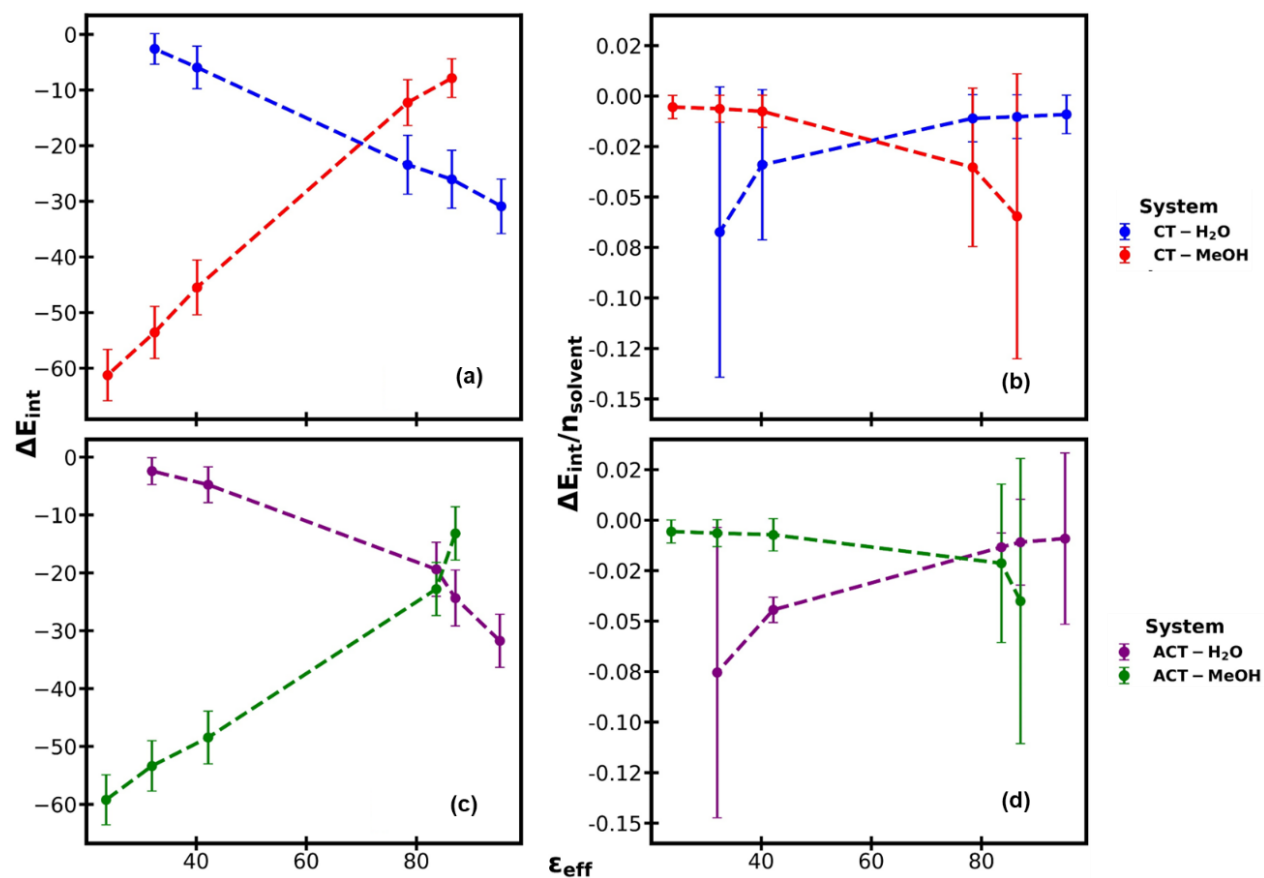 0
−10
−20
−30
−40
−50
−60
(a)
0.02
0.00
-0.02
-0.05
-0.08
-0.10
-0.12
-0.15
(b)
System
CT − H₂O
CT − MeOH
ΔE_int
ΔE_int/n_solvent
0
−10
−20
−30
−40
−50
−60
(c)
40
60
80
0.02
0.00
-0.02
-0.05
-0.08
-0.10
-0.12
-0.15
(d)
40
60
80
System
ACT − H₂O
ACT − MeOH
ε_eff